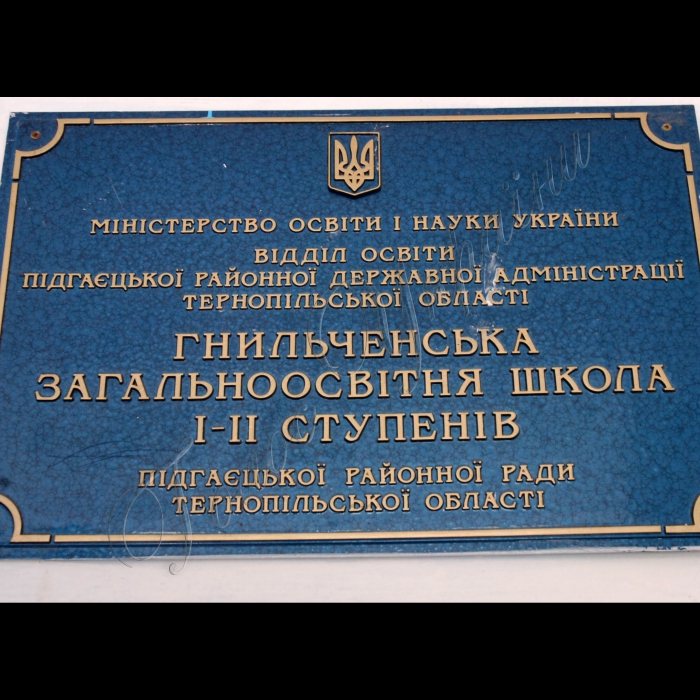 МІНІСТЕРСТВО ОСВІТИ І НАУКИ УКРАЇНИ
ВІДДІЛ ОСВІТИ
ПІДГАЄЦЬКОЇ РАЙОННОЇ ДЕРЖАВНОЇ АДМІНІСТРАЦІЇ
ТЕРНОПІЛЬСЬКОЇ ОБЛАСТІ
ГНИЛЬЧЕНСЬКА
ЗАГАЛЬНООСВІТНЯ ШКОЛА
І-ІІ СТУПЕНІВ
ПІДГАЄЦЬКОЇ РАЙОННОЇ РАДИ
ТЕРНОПІЛЬСЬКОЇ ОБЛАСТІ